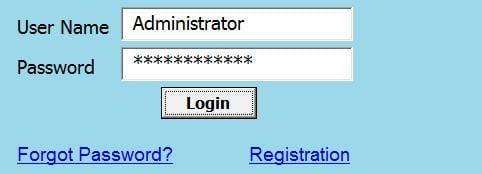 User Name Administrator
Password ************
Login
Forgot Password? Registration